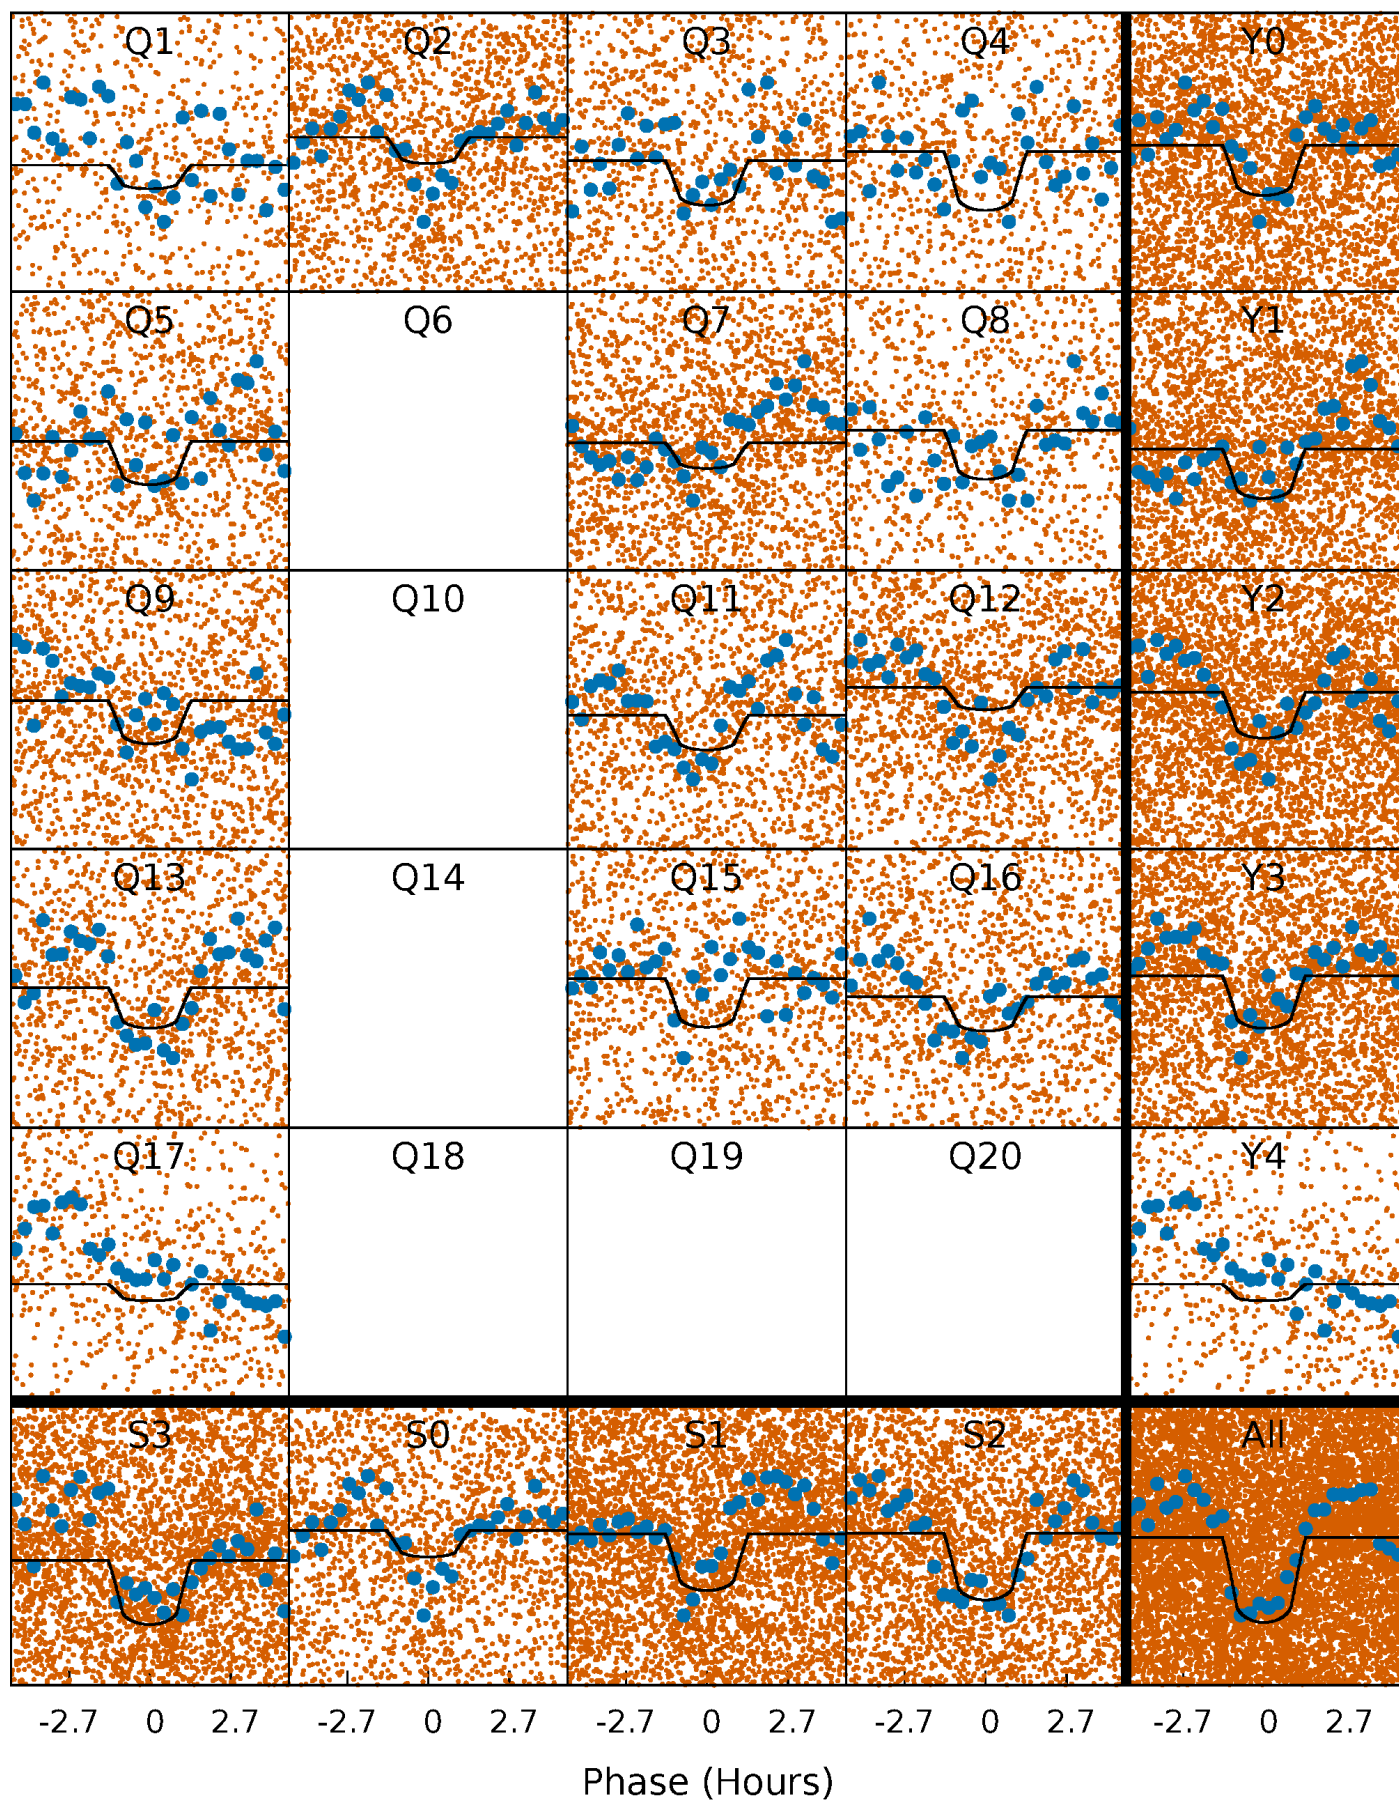 Q1 Q2 Q3 Q4 Y0
Q5 Q6 Q7 Q8 Y1
Q9 Q10 Q11 Q12 Y2
Q13 Q14 Q15 Q16 Y3
Q17 Q18 Q19 Q20 Y4
S3 S0 S1 S2 All
-2.7 0 2.7 -2.7 0 2.7 -2.7 0 2.7 -2.7 0 2.7 -2.7 0 2.7
Phase (Hours)